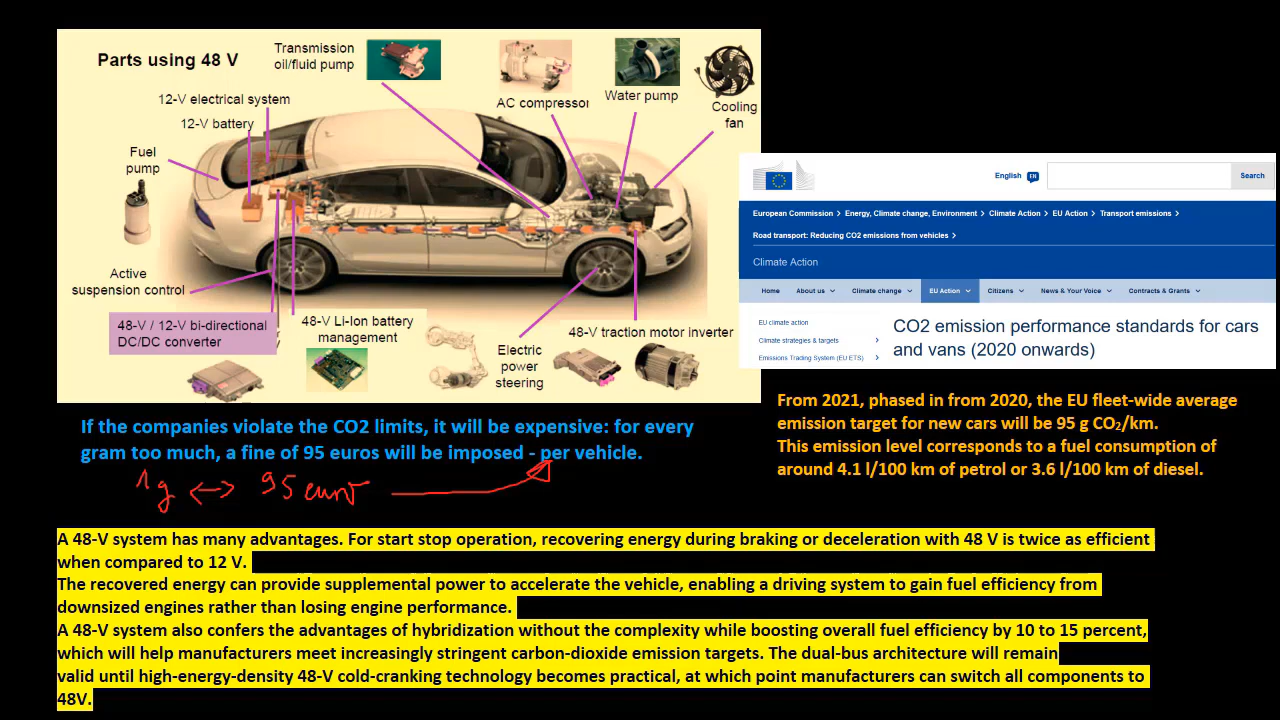 Parts using 48 V
Transmission
oil/fluid pump
AC compressor
Water pump
Cooling
fan
12-V electrical system
12-V battery
Fuel
pump
Active
suspension control
48-V / 12-V bi-directional
DC/DC converter
48-V Li-Ion battery
management
Electric
power
steering
48-V traction motor inverter
English EN
Search
European Commission > Energy, Climate change, Environment > Climate Action > EU Action > Transport emissions >
Road transport: Reducing CO2 emissions from vehicles >
Climate Action
Home About us Climate change EU Action Citizens News & Your Voice Contracts & Grants
EU climate action
Climate strategies & targets >
Emissions Trading System (EU ETS) >
CO2 emission performance standards for cars
and vans (2020 onwards)
From 2021, phased in from 2020, the EU fleet-wide average
emission target for new cars will be 95 g CO₂/km.
This emission level corresponds to a fuel consumption of
around 4.1 l/100 km of petrol or 3.6 l/100 km of diesel.
If the companies violate the CO2 limits, it will be expensive: for every
gram too much, a fine of 95 euros will be imposed - per vehicle.
1g ↔ 95 euro
A 48-V system has many advantages. For start stop operation, recovering energy during braking or deceleration with 48 V is twice as efficient
when compared to 12 V.
The recovered energy can provide supplemental power to accelerate the vehicle, enabling a driving system to gain fuel efficiency from
downsized engines rather than losing engine performance.
A 48-V system also confers the advantages of hybridization without the complexity while boosting overall fuel efficiency by 10 to 15 percent,
which will help manufacturers meet increasingly stringent carbon-dioxide emission targets. The dual-bus architecture will remain
valid until high-energy-density 48-V cold-cranking technology becomes practical, at which point manufacturers can switch all components to
48V.